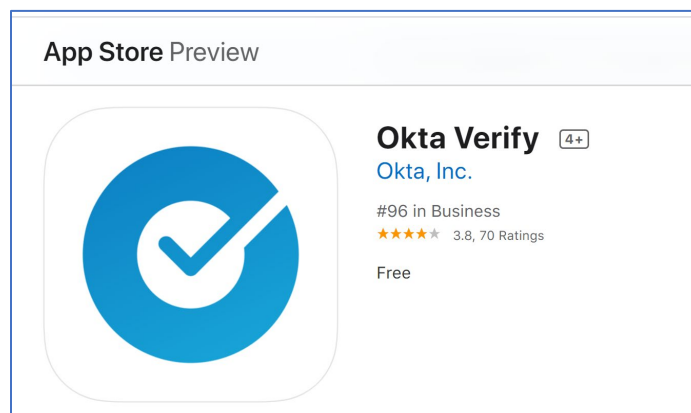 App Store Preview
Okta Verify 4+
Okta, Inc.
#96 in Business
3.8, 70 Ratings
Free